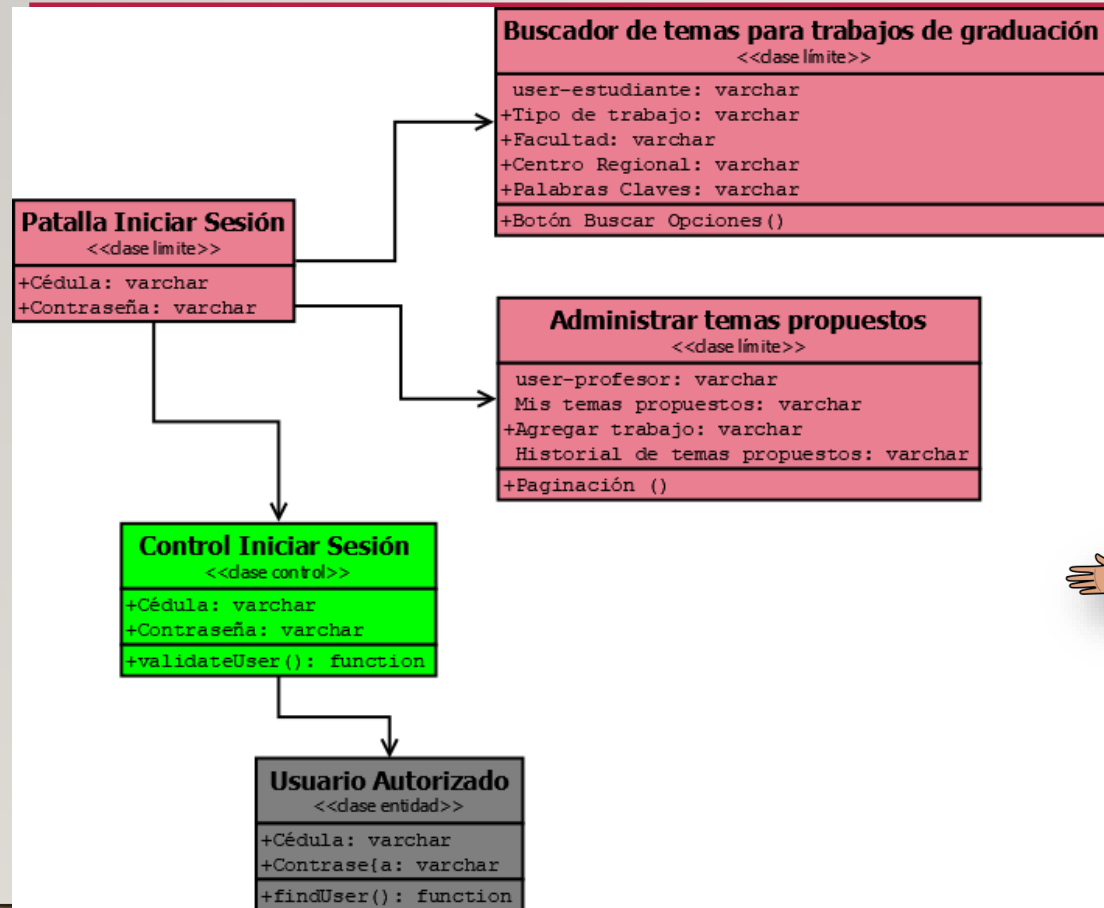 Buscador de temas para trabajos de graduación
<<clase límite>>
user-estudiante: varchar
+Tipo de trabajo: varchar
+Facultad: varchar
+Centro Regional: varchar
+Palabras Claves: varchar
+Botón Buscar Opciones()
Patalla Iniciar Sesión
<<clase limite>>
+Cédula: varchar
+Contraseña: varchar
Administrar temas propuestos
<<clase límite>>
user-profesor: varchar
Mis temas propuestos: varchar
+Agregar trabajo: varchar
Historial de temas propuestos: varchar
+Paginación ()
Control Iniciar Sesión
<<clase control>>
+Cédula: varchar
+Contraseña: varchar
+validateUser(): function
Usuario Autorizado
<<clase entidad>>
+Cédula: varchar
+Contrase{a: varchar
+findUser(): function